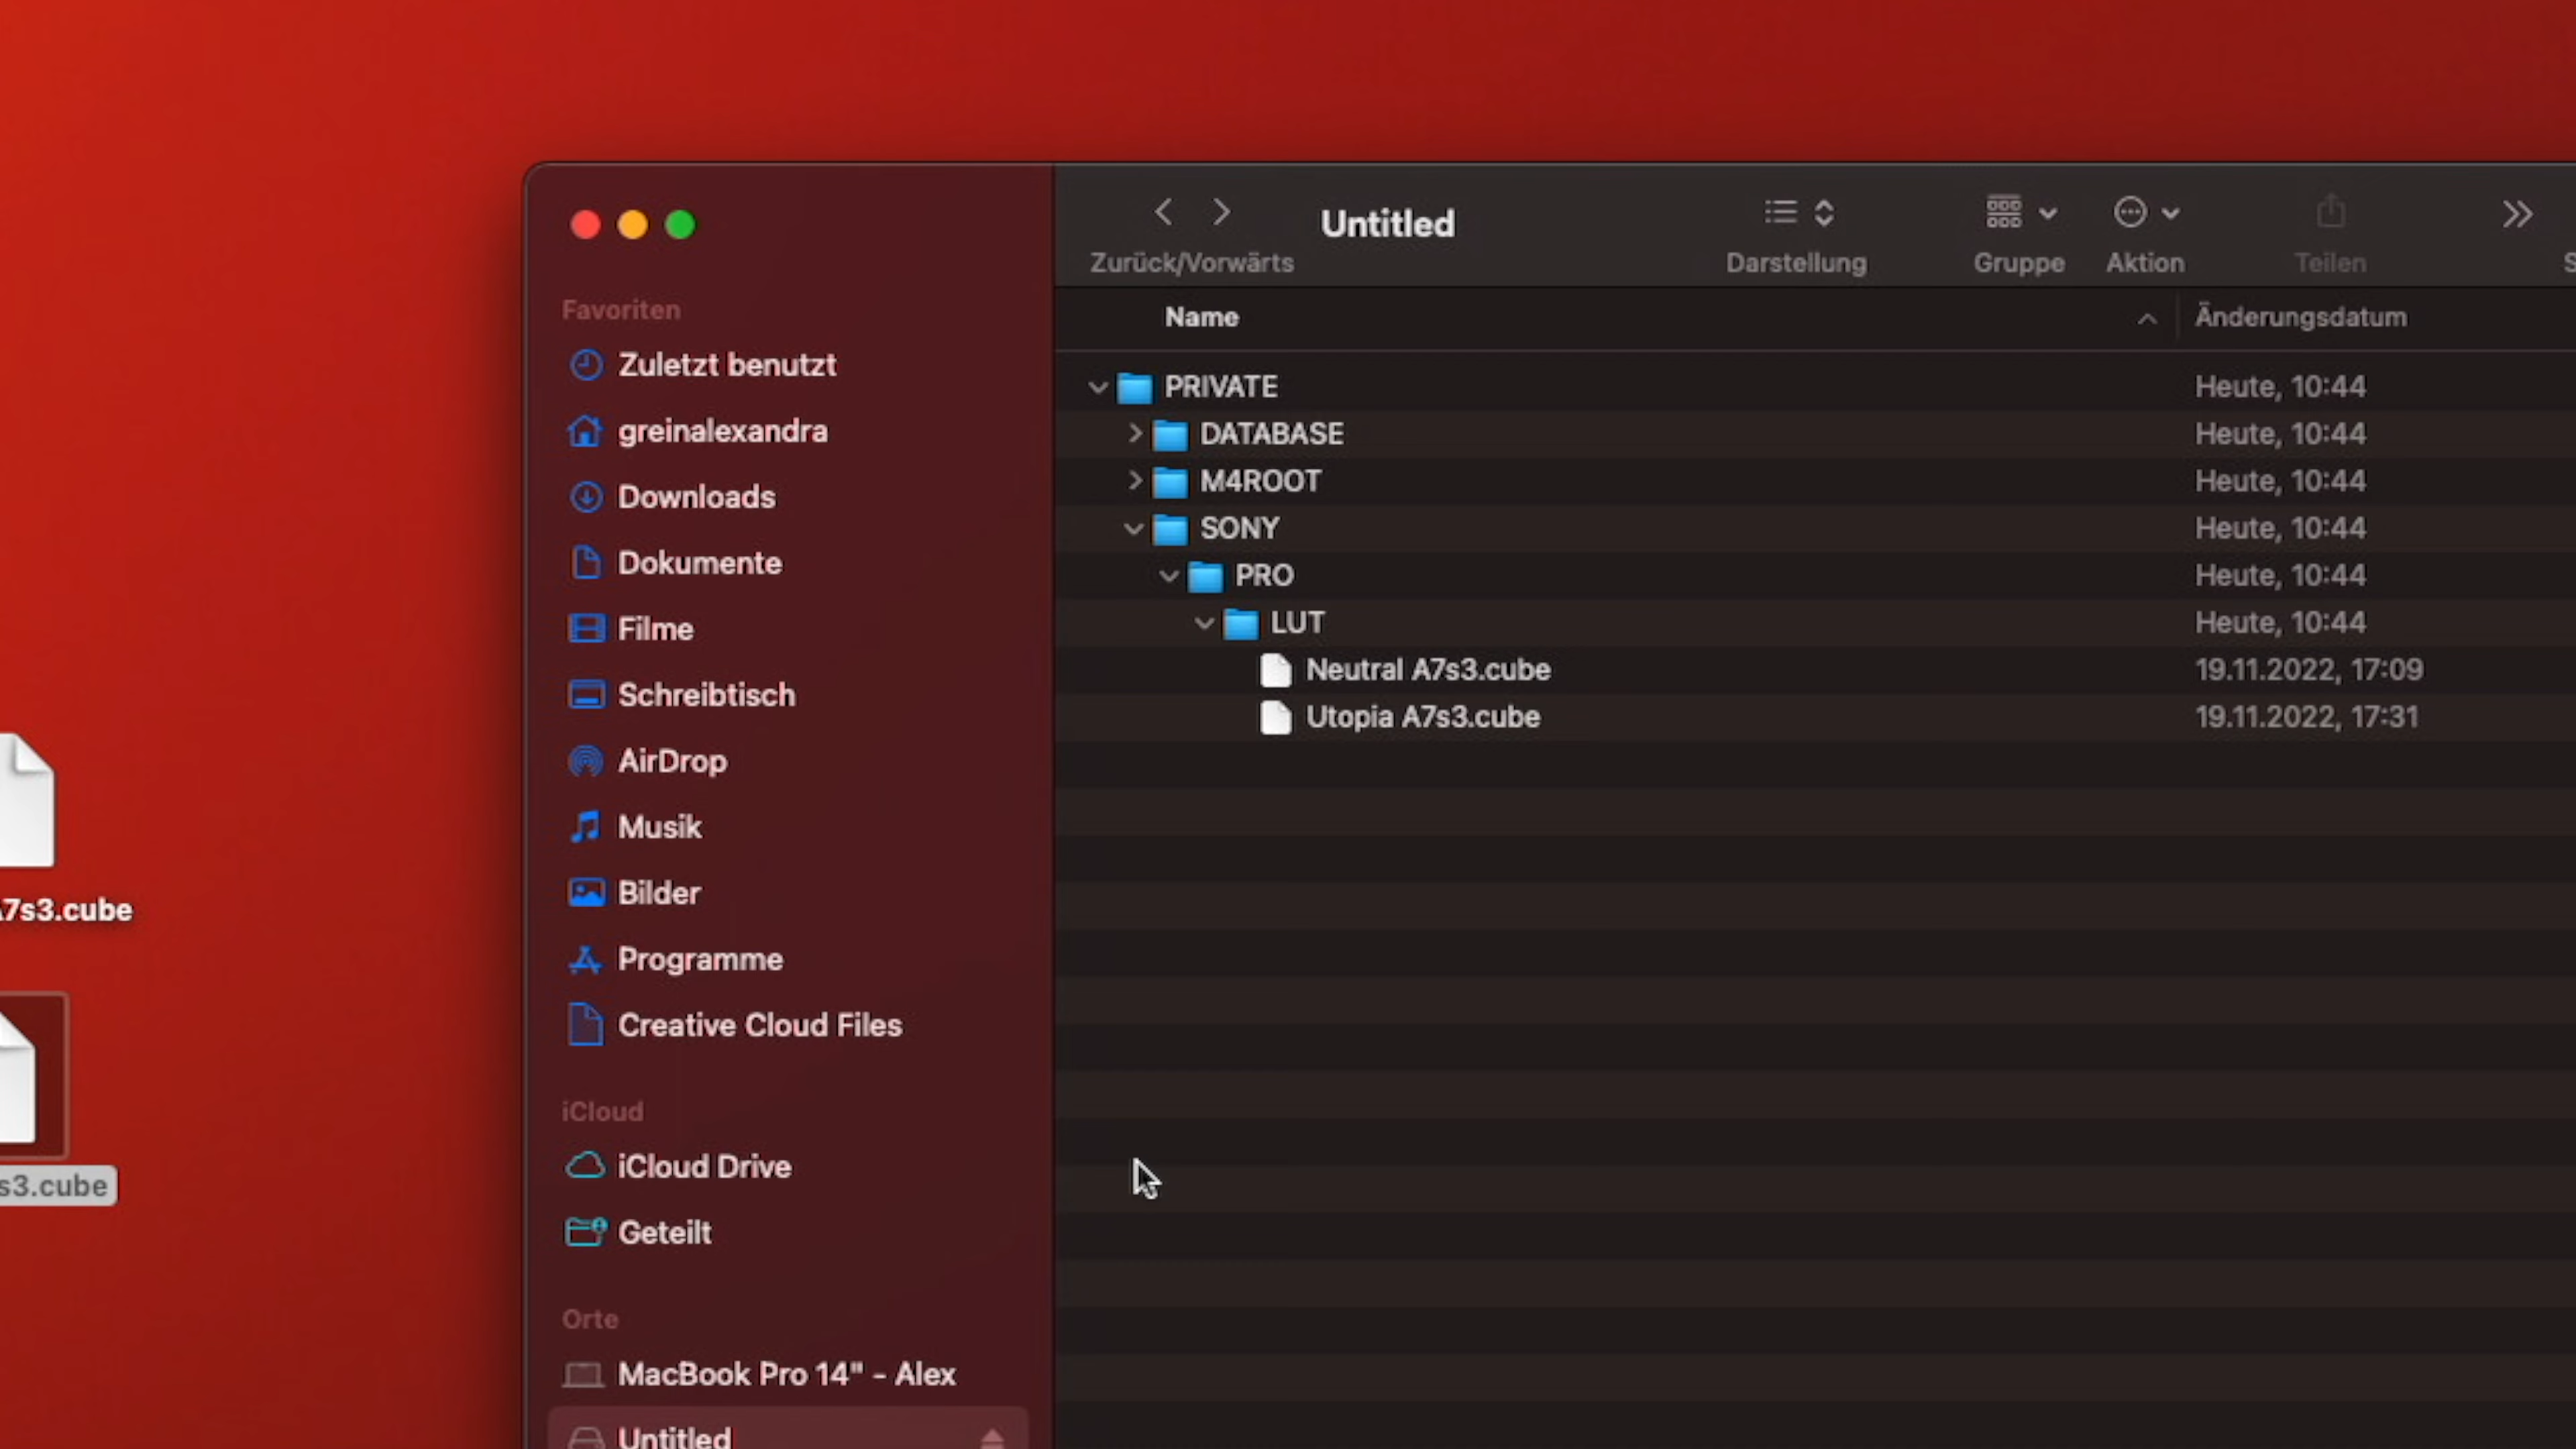 Untitled
Zurück/Vorwärts
Darstellung
Gruppe
Aktion
Teilen
Name
Änderungsdatum
Favoriten
Zuletzt benutzt
greinalexandra
Downloads
Dokumente
Filme
Schreibtisch
AirDrop
Musik
Bilder
Programme
Creative Cloud Files
iCloud
iCloud Drive
Geteilt
Orte
MacBook Pro 14" - Alex
Untitled
PRIVATE Heute, 10:44
DATABASE Heute, 10:44
M4ROOT Heute, 10:44
SONY Heute, 10:44
PRO Heute, 10:44
LUT Heute, 10:44
Neutral A7s3.cube 19.11.2022, 17:09
Utopia A7s3.cube 19.11.2022, 17:31
A7s3.cube
s3.cube